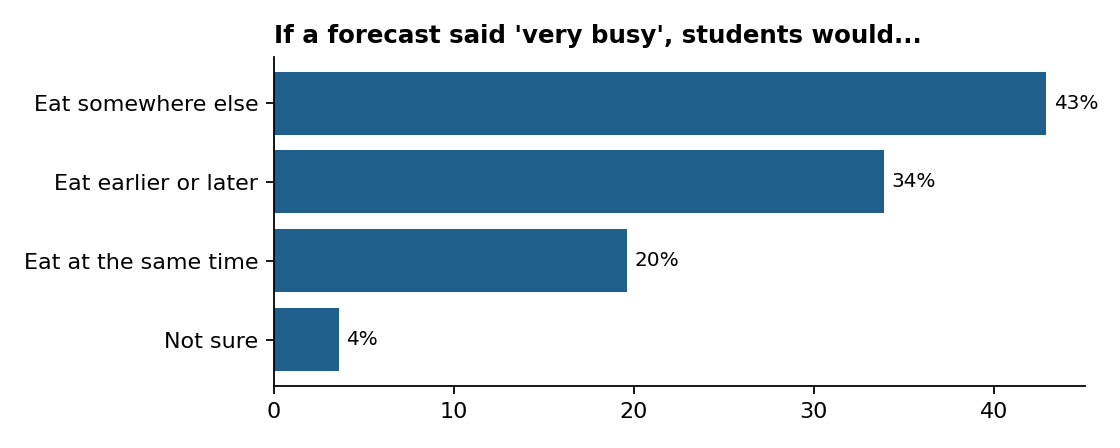 If a forecast said 'very busy', students would...
Eat somewhere else 43%
Eat earlier or later 34%
Eat at the same time 20%
Not sure 4%
0 10 20 30 40